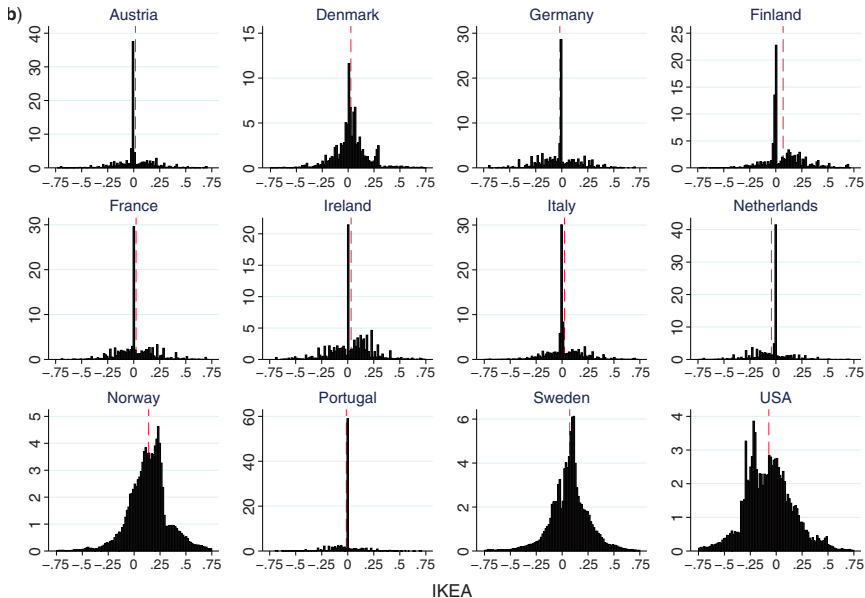 b)
Austria Denmark Germany Finland
40 30 20 10 0
15 10 5 0
30 20 10 0
25 20 15 10 5 0
-.75 -.5 -.25 0 .25 .5 .75 -.75 -.5 -.25 0 .25 .5 .75 -.75 -.5 -.25 0 .25 .5 .75 -.75 -.5 -.25 0 .25 .5 .75
France Ireland Italy Netherlands
30 20 10 0
20 15 10 5 0
30 20 10 0
40 30 20 10 0
-.75 -.5 -.25 0 .25 .5 .75 -.75 -.5 -.25 0 .25 .5 .75 -.75 -.5 -.25 0 .25 .5 .75 -.75 -.5 -.25 0 .25 .5 .75
Norway Portugal Sweden USA
5 4 3 2 1 0
60 40 20 0
6 4 2 0
4 3 2 1 0
-.75 -.5 -.25 0 .25 .5 .75 -.75 -.5 -.25 0 .25 .5 .75 -.75 -.5 -.25 0 .25 .5 .75 -.75 -.5 -.25 0 .25 .5 .75
IKEA